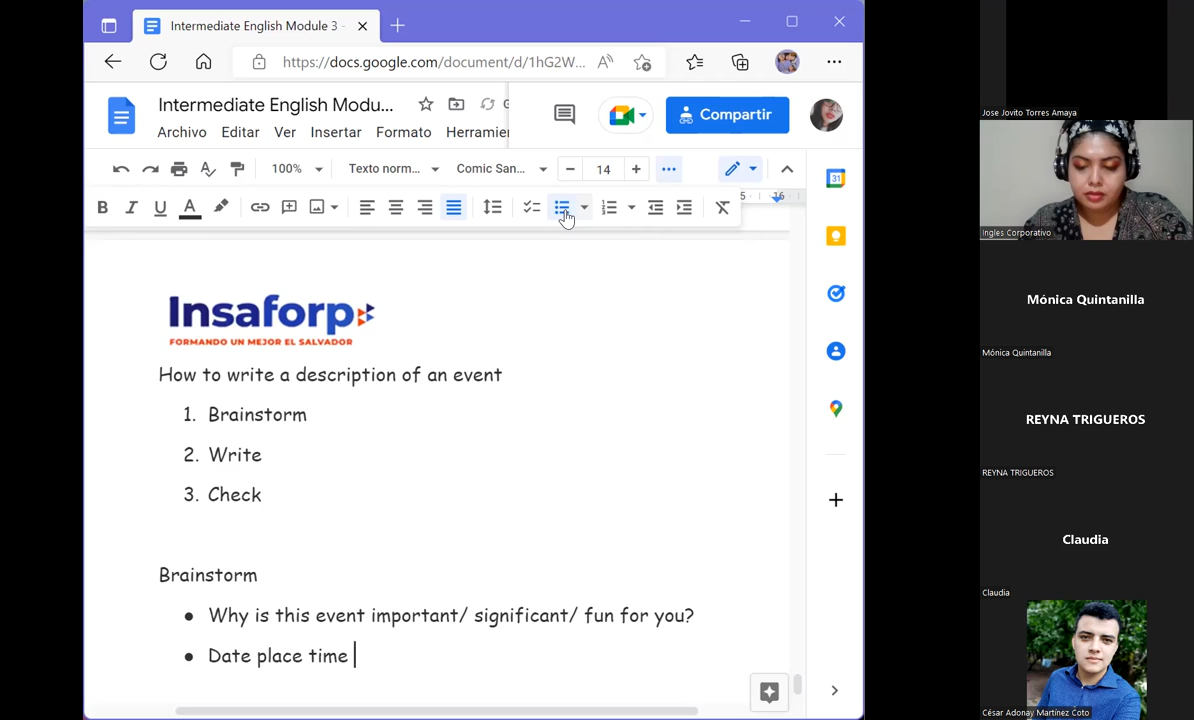 Intermediate English Module 3 -
https://docs.google.com/document/d/1hG2W...
Intermediate English Modu...
Compartir
Archivo Editar Ver Insertar Formato Herramie
100% Texto norm... Comic San... 14
5 16
31
Insaforp
FORMANDO UN MEJOR EL SALVADOR
How to write a description of an event
1. Brainstorm
2. Write
3. Check
Brainstorm
● Why is this event important/ significant/ fun for you?
● Date place time
Jose Jovito Torres Amaya
Ingles Corporativo
Mónica Quintanilla
Mónica Quintanilla
REYNA TRIGUEROS
REYNA TRIGUEROS
Claudia
Claudia
César Adonay Martínez Coto